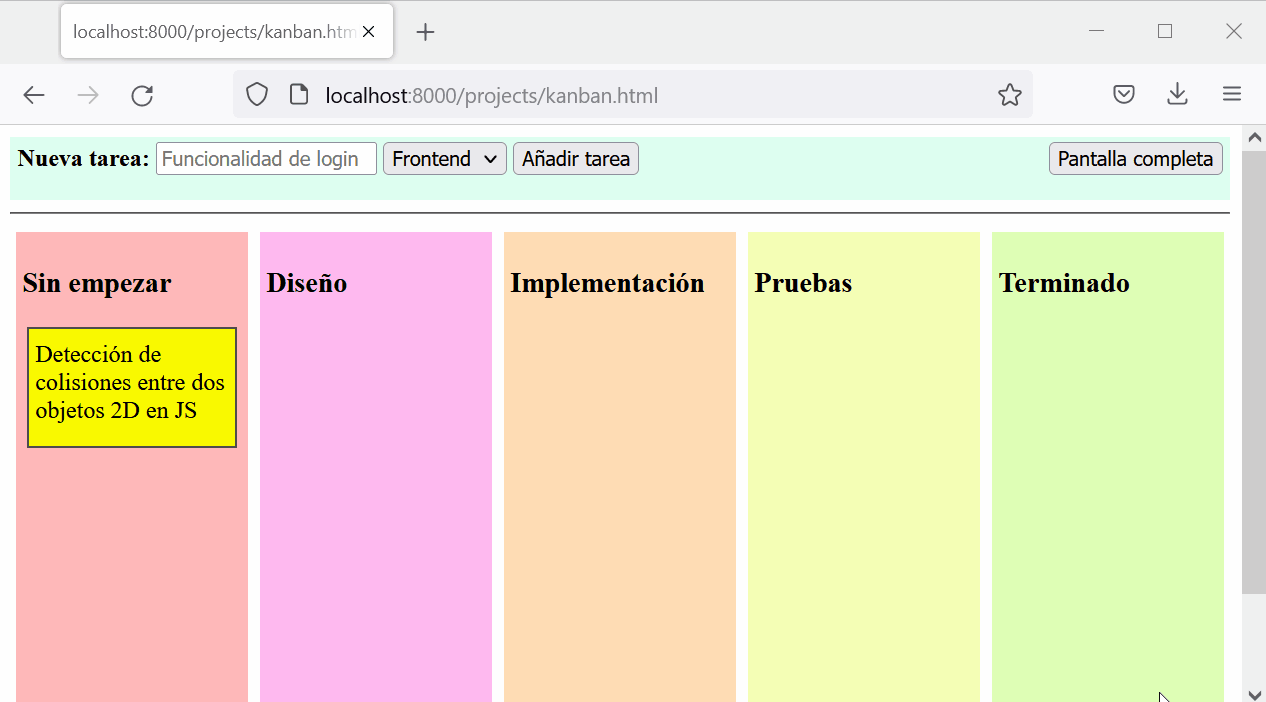 localhost:8000/projects/kanban.htm
localhost:8000/projects/kanban.html
Nueva tarea: Funcionalidad de login Frontend Añadir tarea Pantalla completa
Sin empezar Diseño Implementación Pruebas Terminado
Detección de
colisiones entre dos
objetos 2D en JS